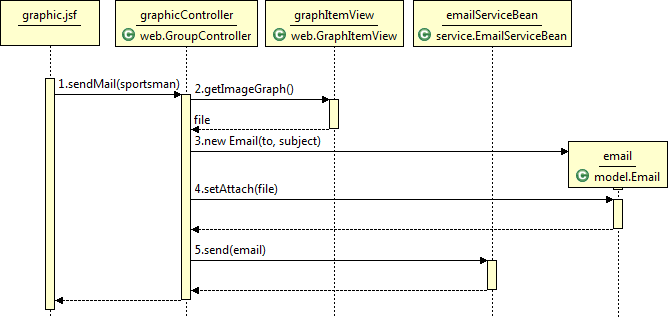 graphic.jsf
graphicController
C web.GroupController
graphItemView
C web.GraphItemView
emailServiceBean
C service.EmailServiceBean
1.sendMail(sportsman)
2.getImageGraph()
file
3.new Email(to, subject)
email
C model.Email
4.setAttach(file)
5.send(email)